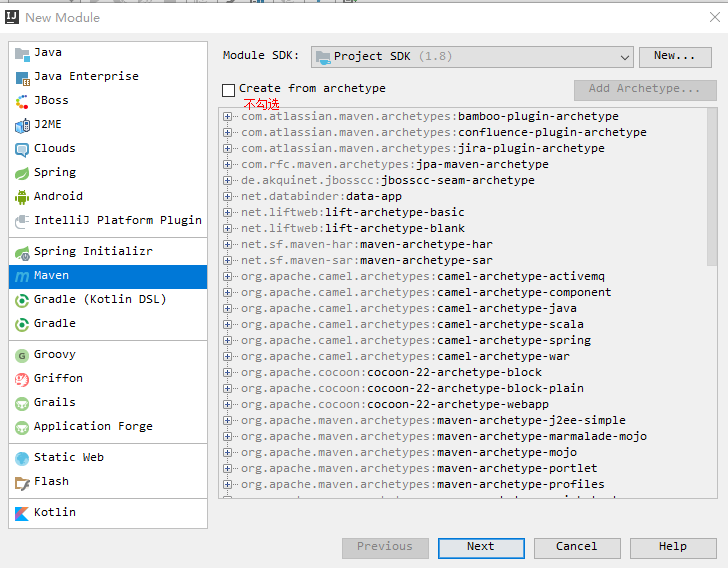 New Module
Java
Java Enterprise
JBoss
J2ME
Clouds
Spring
Android
IntelliJ Platform Plugin
Spring Initializr
Maven
Gradle (Kotlin DSL)
Gradle
Groovy
Griffon
Grails
Application Forge
Static Web
Flash
Kotlin
Module SDK: Project SDK (1.8) New...
Create from archetype Add Archetype...
不勾选
com.atlassian.maven.archetypes:bamboo-plugin-archetype
com.atlassian.maven.archetypes:confluence-plugin-archetype
com.atlassian.maven.archetypes:jira-plugin-archetype
com.rfc.maven.archetypes:jpa-maven-archetype
de.akquinet.jbosscc:jbosscc-seam-archetype
net.databinder:data-app
net.liftweb:lift-archetype-basic
net.liftweb:lift-archetype-blank
net.sf.maven-har:maven-archetype-har
net.sf.maven-sar:maven-archetype-sar
org.apache.camel.archetypes:camel-archetype-activemq
org.apache.camel.archetypes:camel-archetype-component
org.apache.camel.archetypes:camel-archetype-java
org.apache.camel.archetypes:camel-archetype-scala
org.apache.camel.archetypes:camel-archetype-spring
org.apache.camel.archetypes:camel-archetype-war
org.apache.cocoon:cocoon-22-archetype-block
org.apache.cocoon:cocoon-22-archetype-block-plain
org.apache.cocoon:cocoon-22-archetype-webapp
org.apache.maven.archetypes:maven-archetype-j2ee-simple
org.apache.maven.archetypes:maven-archetype-marmalade-mojo
org.apache.maven.archetypes:maven-archetype-mojo
org.apache.maven.archetypes:maven-archetype-portlet
org.apache.maven.archetypes:maven-archetype-profiles
Previous Next Cancel Help